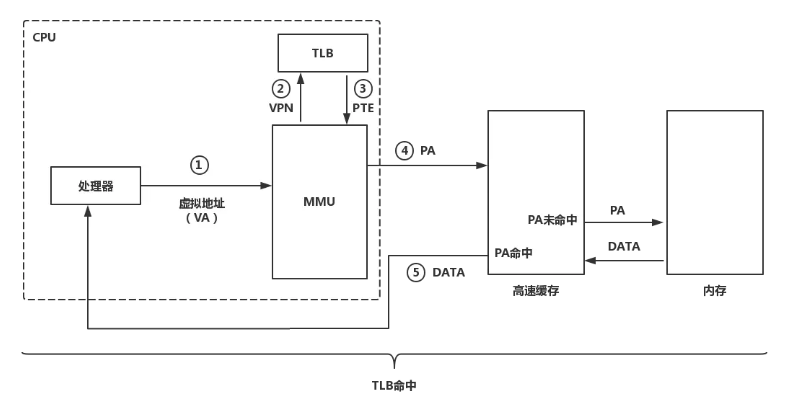 CPU
TLB
② VPN
③ PTE
①
处理器
虚拟地址
（VA）
MMU
④ PA
PA未命中
PA命中
PA
DATA
⑤ DATA
高速缓存
内存
TLB命中